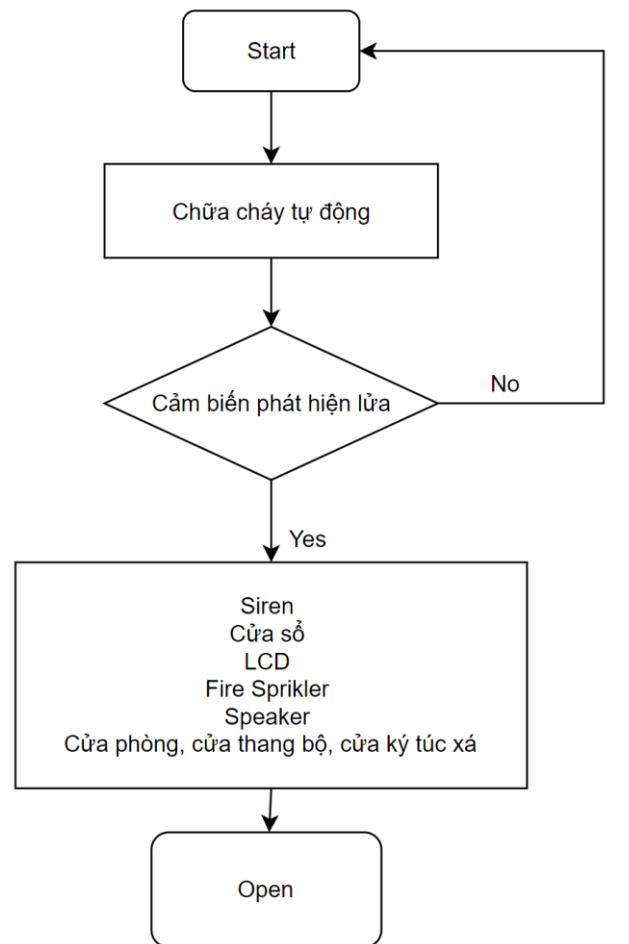 Start
Chữa cháy tự động
Cảm biến phát hiện lửa
No
Yes
Siren
Cửa sổ
LCD
Fire Sprikler
Speaker
Cửa phòng, cửa thang bộ, cửa ký túc xá
Open